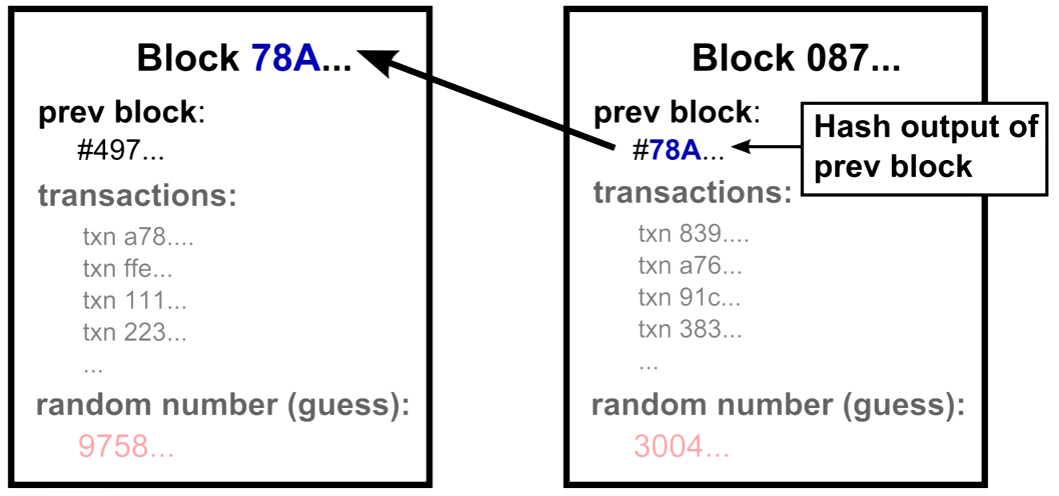 Block 78A...
prev block:
#497...
transactions:
txn a78....
txn ffe...
txn 111...
txn 223...
...
random number (guess):
9758...
Block 087...
prev block:
#78A...
Hash output of
prev block
transactions:
txn 839....
txn a76...
txn 91c...
txn 383...
...
random number (guess):
3004...